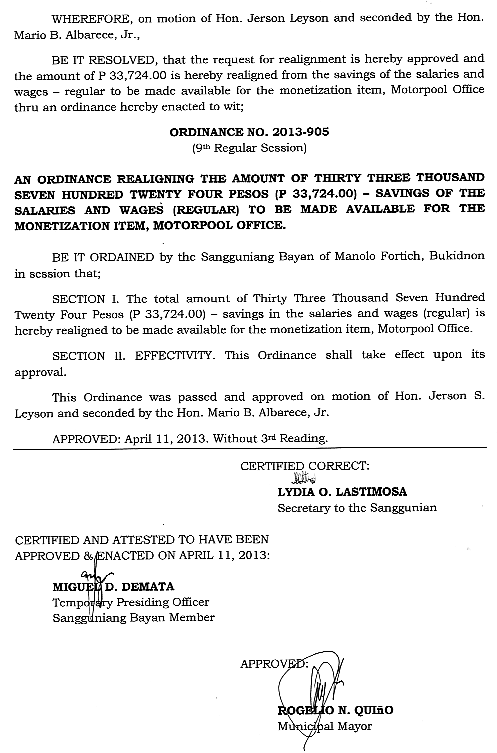 WHEREFORE, on motion of Hon. Jerson Leyson and seconded by the Hon.
Mario B. Albarece, Jr.,
BE IT RESOLVED, that the request for realignment is hereby approved and
the amount of P 33,724.00 is hereby realigned from the savings of the salaries and
wages – regular to be made available for the monetization item, Motorpool Office
thru an ordinance hereby enacted to wit;
ORDINANCE NO. 2013-905
(9th Regular Session)
AN ORDINANCE REALIGNING THE AMOUNT OF THIRTY THREE THOUSAND
SEVEN HUNDRED TWENTY FOUR PESOS (P 33,724.00) – SAVINGS OF THE
SALARIES AND WAGES (REGULAR) TO BE MADE AVAILABLE FOR THE
MONETIZATION ITEM, MOTORPOOL OFFICE.
BE IT ORDAINED by the Sangguniang Bayan of Manolo Fortich, Bukidnon
in session that;
SECTION I. The total amount of Thirty Three Thousand Seven Hundred
Twenty Four Pesos (P 33,724.00) – savings in the salaries and wages (regular) is
hereby realigned to be made available for the monetization item, Motorpool Office.
SECTION II. EFFECTIVITY. This Ordinance shall take effect upon its
approval.
This Ordinance was passed and approved on motion of Hon. Jerson S.
Leyson and seconded by the Hon. Mario B. Albarece, Jr.
APPROVED: April 11, 2013. Without 3rd Reading.
CERTIFIED CORRECT:
LYDIA O. LASTIMOSA
Secretary to the Sanggunian
CERTIFIED AND ATTESTED TO HAVE BEEN
APPROVED & ENACTED ON APRIL 11, 2013:
MIGUEL D. DEMATA
Temporary Presiding Officer
Sangguniang Bayan Member
APPROVED:
ROGELIO N. QUIÑO
Municipal Mayor